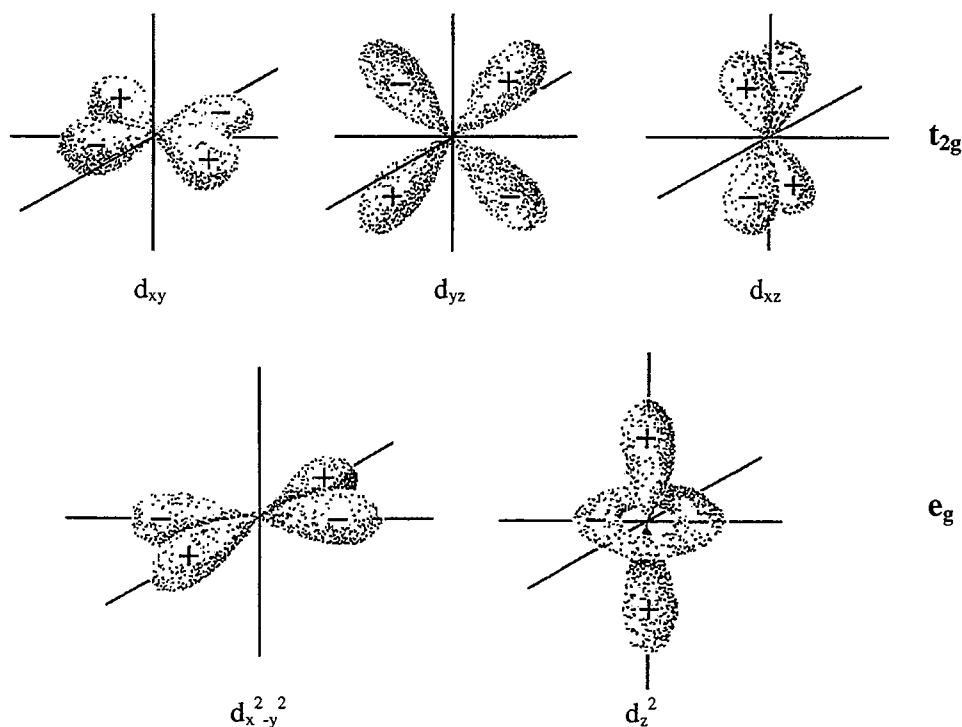 + - - +
- + + -
+ - - +
t2g
dxy dyz dxz
+
- + - +
- -
+
eg
dx²-y² dz²